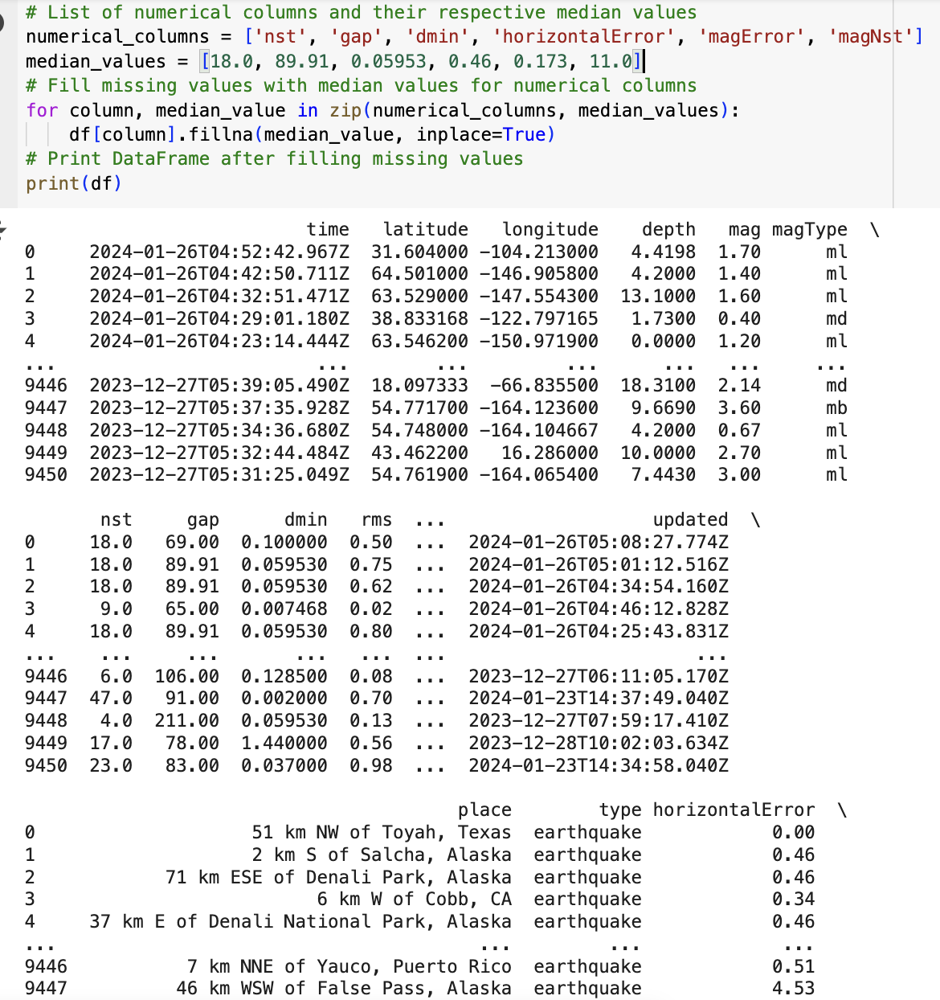 # List of numerical columns and their respective median values
numerical_columns = ['nst', 'gap', 'dmin', 'horizontalError', 'magError', 'magNst']
median_values = [18.0, 89.91, 0.05953, 0.46, 0.173, 11.0]
# Fill missing values with median values for numerical columns
for column, median_value in zip(numerical_columns, median_values):
    df[column].fillna(median_value, inplace=True)
# Print DataFrame after filling missing values
print(df)
time latitude longitude depth mag magType \
0 2024-01-26T04:52:42.967Z 31.604000 -104.213000 4.4198 1.70 ml
1 2024-01-26T04:42:50.711Z 64.501000 -146.905800 4.2000 1.40 ml
2 2024-01-26T04:32:51.471Z 63.529000 -147.554300 13.1000 1.60 ml
3 2024-01-26T04:29:01.180Z 38.833168 -122.797165 1.7300 0.40 md
4 2024-01-26T04:23:14.444Z 63.546200 -150.971900 0.0000 1.20 ml
... ... ... ... ... ... ...
9446 2023-12-27T05:39:05.490Z 18.097333 -66.835500 18.3100 2.14 md
9447 2023-12-27T05:37:35.928Z 54.771700 -164.123600 9.6690 3.60 mb
9448 2023-12-27T05:34:36.680Z 54.748000 -164.104667 4.2000 0.67 ml
9449 2023-12-27T05:32:44.484Z 43.462200 16.286000 10.0000 2.70 ml
9450 2023-12-27T05:31:25.049Z 54.761900 -164.065400 7.4430 3.00 ml
nst gap dmin rms ... updated \
0 18.0 69.00 0.100000 0.50 ... 2024-01-26T05:08:27.774Z
1 18.0 89.91 0.059530 0.75 ... 2024-01-26T05:01:12.516Z
2 18.0 89.91 0.059530 0.62 ... 2024-01-26T04:34:54.160Z
3 9.0 65.00 0.007468 0.02 ... 2024-01-26T04:46:12.828Z
4 18.0 89.91 0.059530 0.80 ... 2024-01-26T04:25:43.831Z
... ... ... ... ... ... ...
9446 6.0 106.00 0.128500 0.08 ... 2023-12-27T06:11:05.170Z
9447 47.0 91.00 0.002000 0.70 ... 2024-01-23T14:37:49.040Z
9448 4.0 211.00 0.059530 0.13 ... 2023-12-27T07:59:17.410Z
9449 17.0 78.00 1.440000 0.56 ... 2023-12-28T10:02:03.634Z
9450 23.0 83.00 0.037000 0.98 ... 2024-01-23T14:34:58.040Z
place type horizontalError \
0 51 km NW of Toyah, Texas earthquake 0.00
1 2 km S of Salcha, Alaska earthquake 0.46
2 71 km ESE of Denali Park, Alaska earthquake 0.46
3 6 km W of Cobb, CA earthquake 0.34
4 37 km E of Denali National Park, Alaska earthquake 0.46
... ... ... ...
9446 7 km NNE of Yauco, Puerto Rico earthquake 0.51
9447 46 km WSW of False Pass, Alaska earthquake 4.53